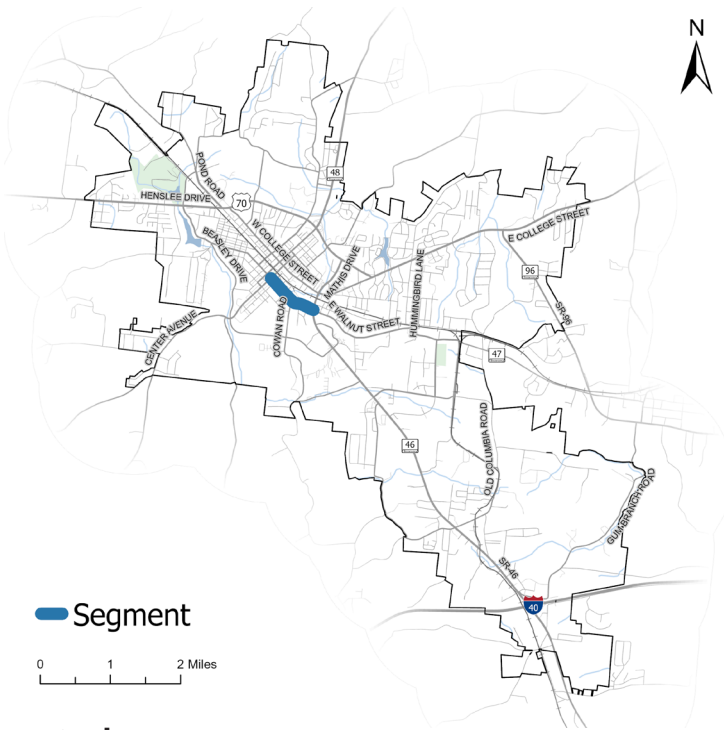 N
48
POND ROAD
HENSLEE DRIVE
70
W COLLEGE STREET
E COLLEGE STREET
BEASLEY DRIVE
MATHIS DRIVE
HUMMINGBIRD LANE
96
SR-96
COWAN ROAD
E WALNUT STREET
CENTER AVENUE
47
46
OLD COLUMBIA ROAD
GUM BRANCH ROAD
SR-46
40
Segment
0 1 2 Miles